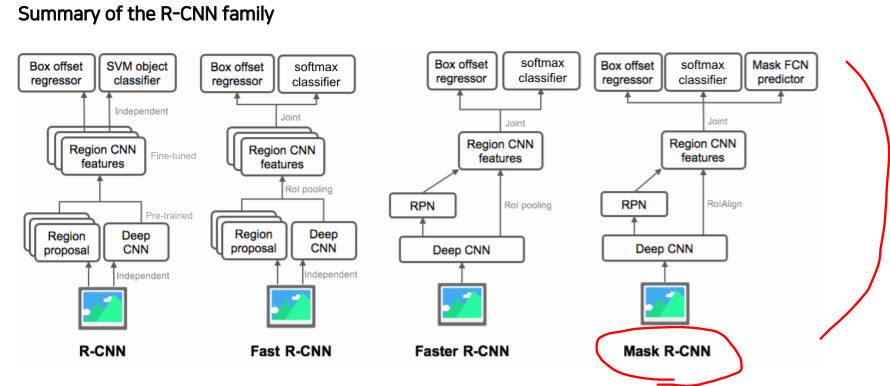 Summary of the R-CNN family
Box offset
regressor
SVM object
classifier
Independent
Region CNN
features
Fine-tuned
Pre-trained
Region
proposal
Deep
CNN
Independent
R-CNN
Box offset
regressor
softmax
classifier
Joint
Region CNN
features
RoI pooling
Region
proposal
Deep
CNN
Independent
Fast R-CNN
Box offset
regressor
softmax
classifier
Joint
Region CNN
features
RPN
RoI pooling
Deep CNN
Faster R-CNN
Box offset
regressor
softmax
classifier
Mask FCN
predictor
Joint
Region CNN
features
RPN
RoiAlign
Deep CNN
Mask R-CNN